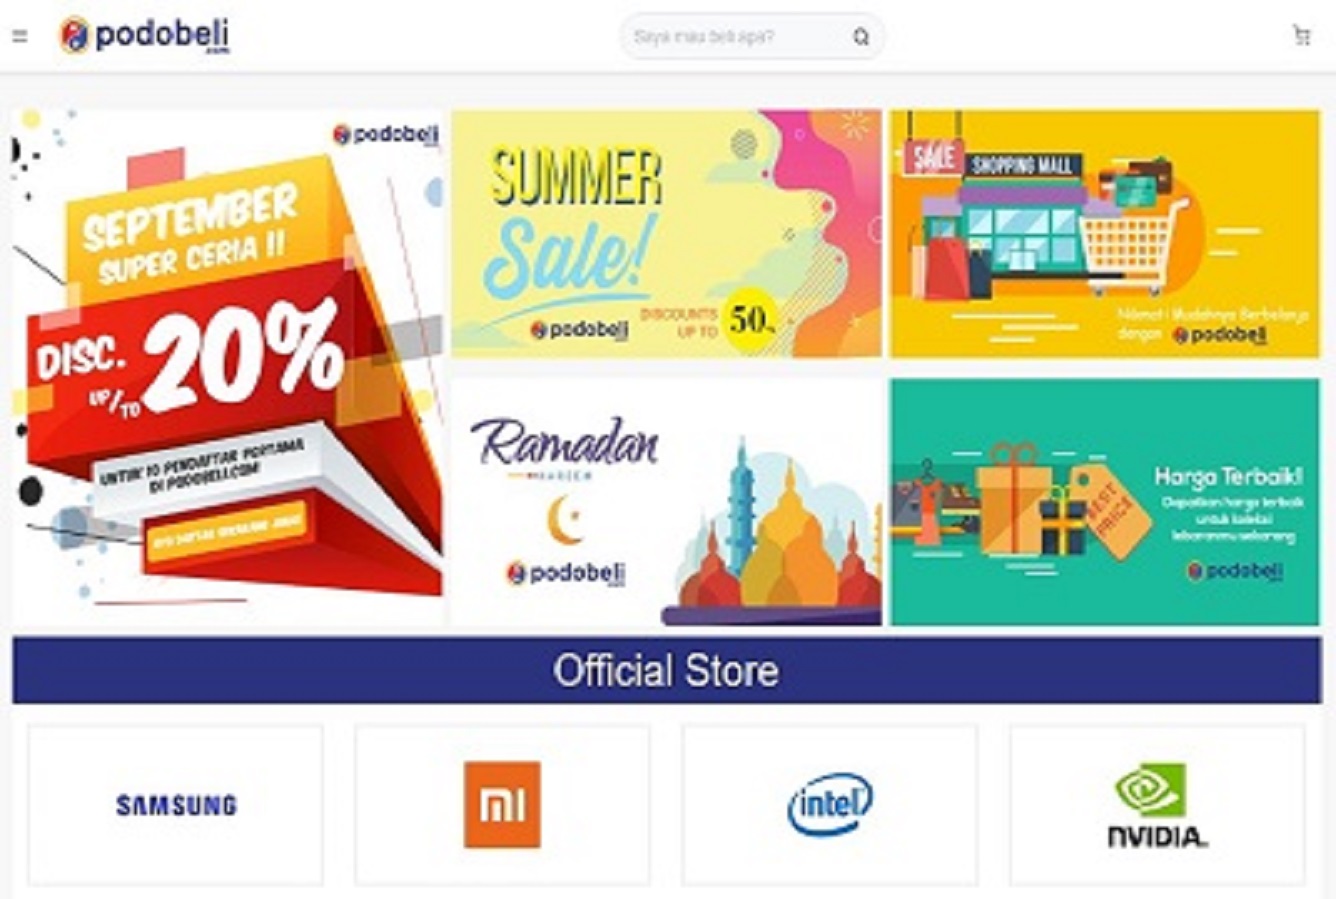 podobeli
.com
Saya mau beli apa?
podobeli
SEPTEMBER
SUPER CERIA !!
DISC.
UP/TO 20%
UNTUK 10 PENDAFTAR PERTAMA
DI PODOBELI.COM
SUMMER
Sale!
DISCOUNTS
UP TO 50%
podobeli
SALE
SHOPPING MALL
Nikmati Mudahnya Berbelanja
dengan podobeli
Ramadan
KAREEM
podobeli
BEST
PRICE
Harga Terbaik!
Dapatkan harga terbaik
untuk koleksi
lebaranmu sekarang
podobeli
Official Store
SAMSUNG
mi
intel
NVIDIA